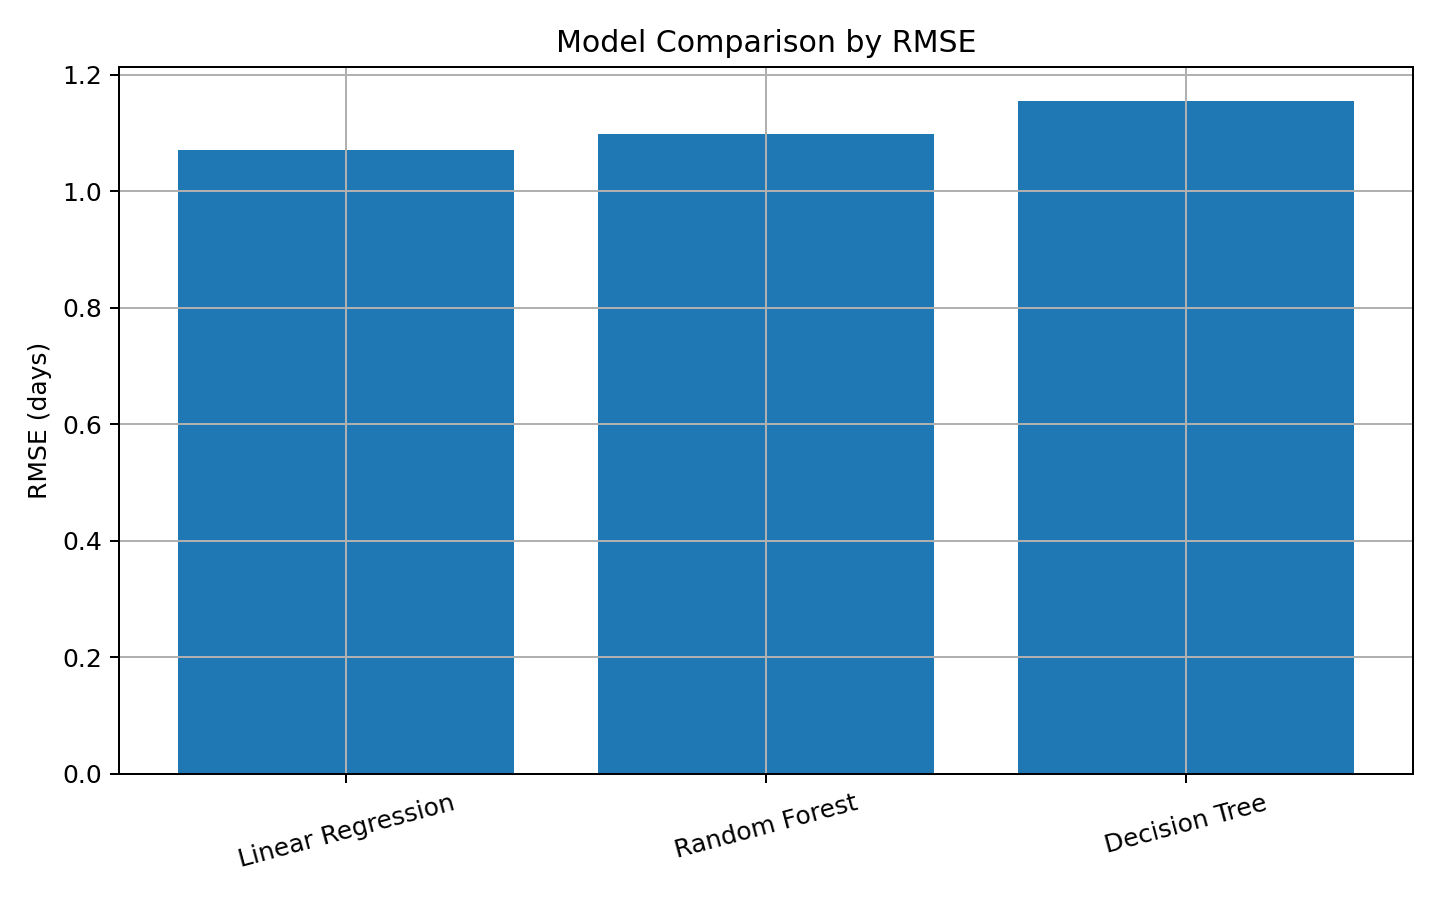 Model Comparison by RMSE
RMSE (days)
1.2
1.0
0.8
0.6
0.4
0.2
0.0
Linear Regression
Random Forest
Decision Tree